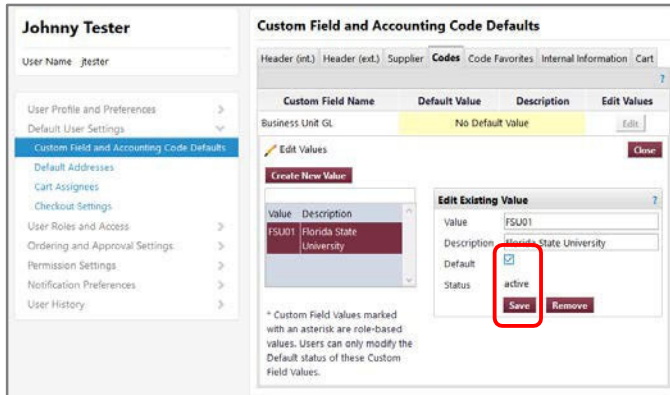 Johnny Tester
User Name jtester
User Profile and Preferences
Default User Settings
Custom Field and Accounting Code Defaults
Default Addresses
Cart Assignees
Checkout Settings
User Roles and Access
Ordering and Approval Settings
Permission Settings
Notification Preferences
User History
Custom Field and Accounting Code Defaults
Header (int.) Header (ext.) Supplier Codes Code Favorites Internal Information Cart
?
Custom Field Name Default Value Description Edit Values
Business Unit GL No Default Value Edit
Edit Values Close
Create New Value
Value Description
FSU01 Florida State
University
* Custom Field Values marked
with an asterisk are role-based
values. Users can only modify the
Default status of these Custom
Field Values.
Edit Existing Value ?
Value FSU01
Description Florida State University
Default
Status active
Save Remove